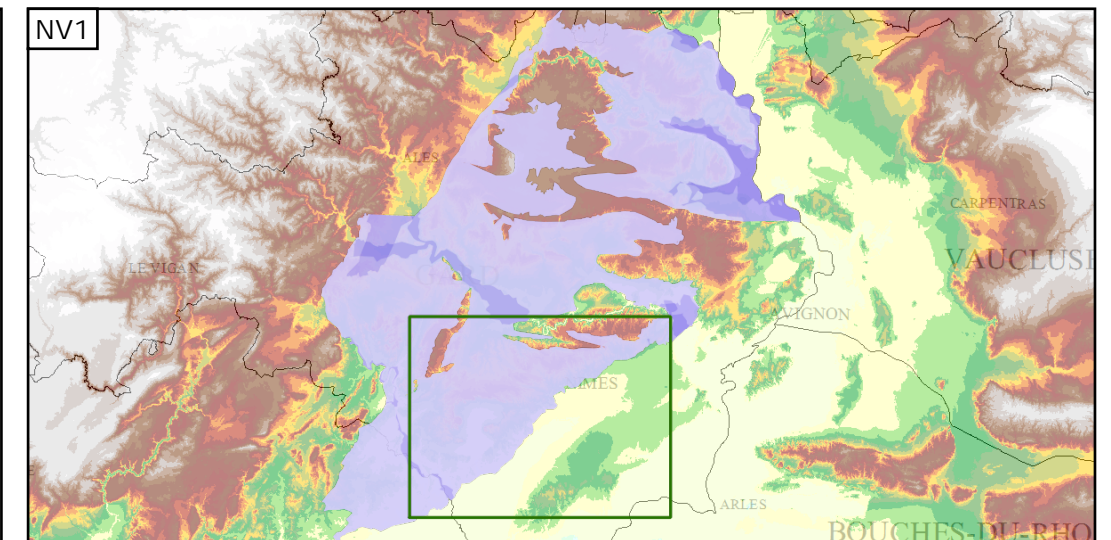 NV1
ALES
CARPENTRAS
VAUCLUSE
LE VIGAN
GARD
AVIGNON
NIMES
ARLES
BOUCHES-DU-RHO